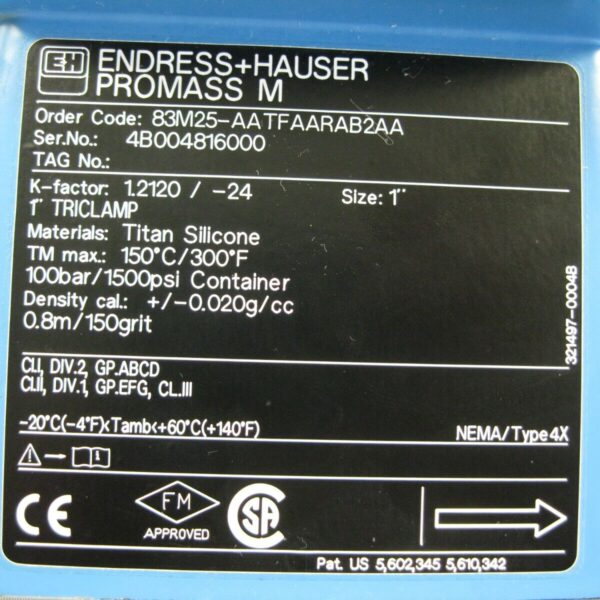 EH ENDRESS+HAUSER
PROMASS M
Order Code: 83M25-AATFAARAB2AA
Ser.No.: 4B004816000
TAG No.:
K-factor: 1.2120 / -24 Size: 1"
1" TRICLAMP
Materials: Titan Silicone
TM max.: 150°C/300°F
100bar/1500psi Container
Density cal.: +/-0.020g/cc
0.8m/150grit
321497-0004B
CL.I, DIV.2, GP.ABCD
CL.II, DIV.1, GP.EFG, CL.III
-20°C(-4°F)<Tamb<+60°C(+140°F) NEMA/Type4X
i
CE FM CSA
APPROVED
Pat. US 5,602,345 5,610,342